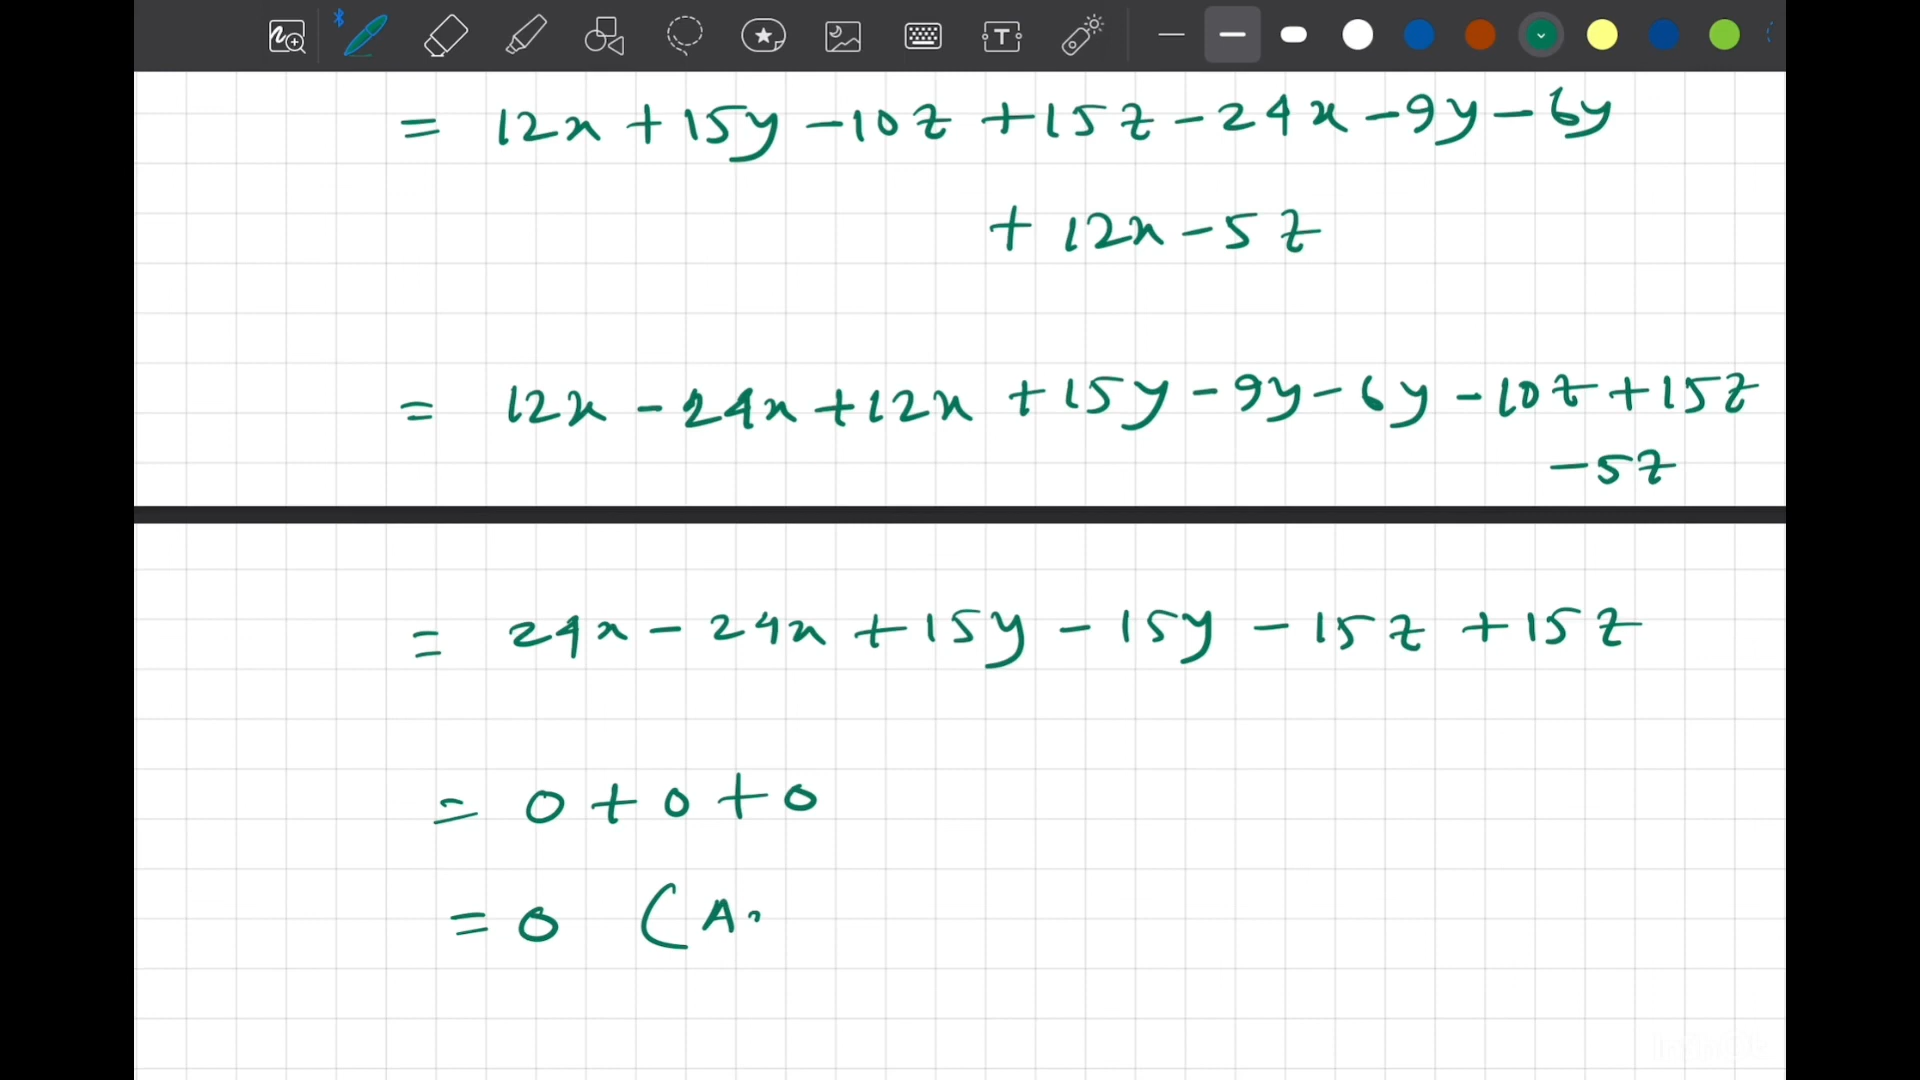 = 12x + 15y - 10z + 15z - 24x - 9y - 6y
+ 12x - 5z
= 12x - 24x + 12x + 15y - 9y - 6y - 10z + 15z
- 5z
= 24x - 24x + 15y - 15y - 15z + 15z
= 0 + 0 + 0
= 0 (A